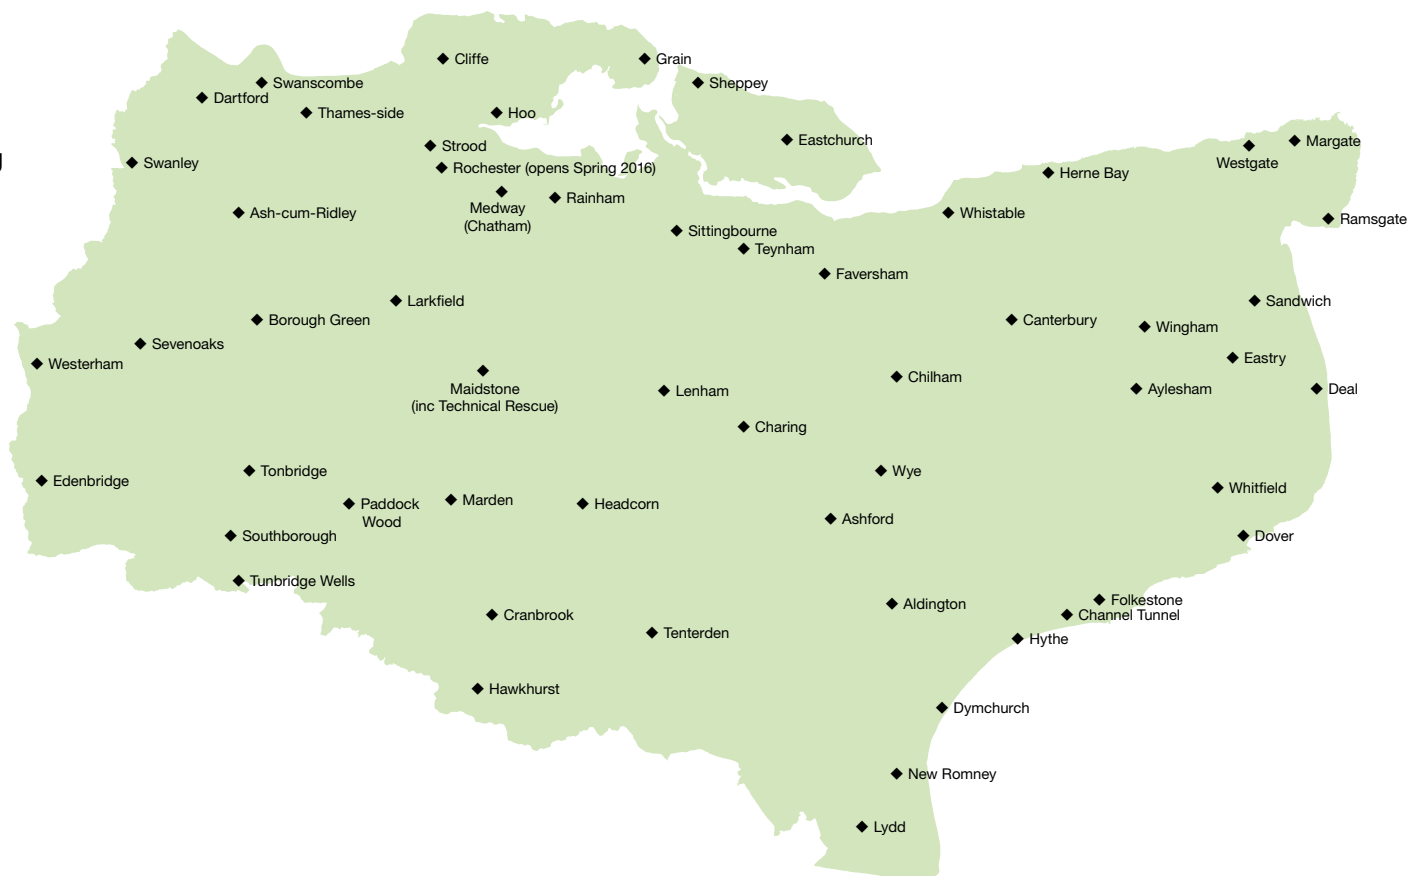 Cliffe
Grain
Swanscombe
Sheppey
Dartford
Thames-side
Hoo
Eastchurch
Margate
Strood
Westgate
Swanley
Rochester (opens Spring 2016)
Herne Bay
Medway
(Chatham)
Rainham
Ash-cum-Ridley
Whistable
Ramsgate
Sittingbourne
Teynham
Faversham
Larkfield
Sandwich
Borough Green
Canterbury
Wingham
Sevenoaks
Eastry
Westerham
Maidstone
(inc Technical Rescue)
Chilham
Lenham
Aylesham
Deal
Charing
Tonbridge
Wye
Edenbridge
Whitfield
Paddock
Wood
Marden
Headcorn
Ashford
Southborough
Dover
Tunbridge Wells
Folkestone
Aldington
Cranbrook
Channel Tunnel
Tenterden
Hythe
Hawkhurst
Dymchurch
New Romney
Lydd